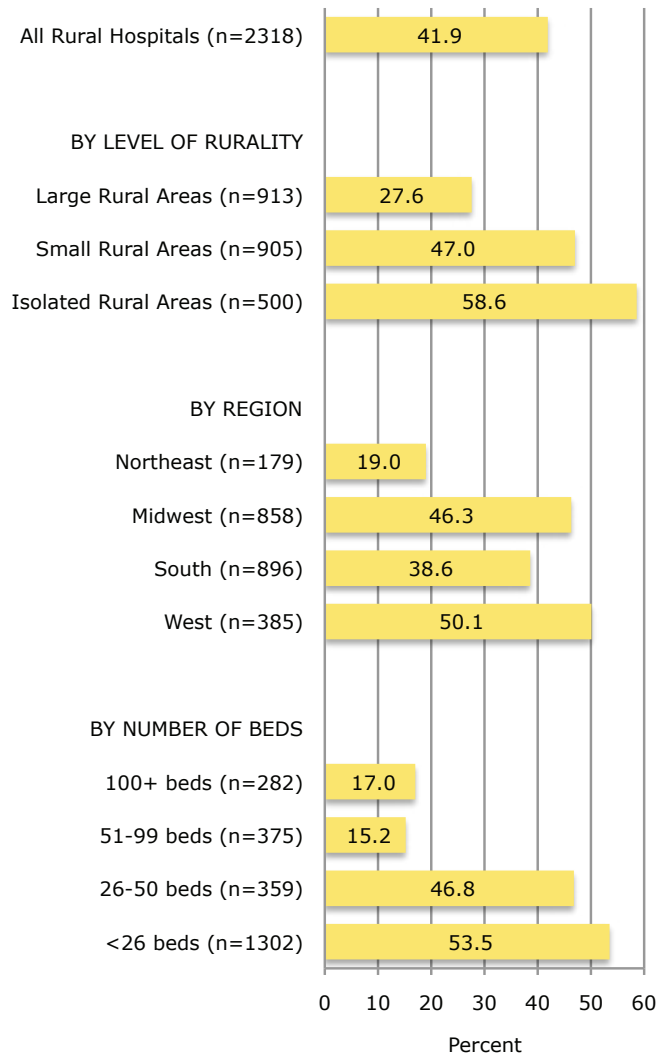 All Rural Hospitals (n=2318) 41.9
BY LEVEL OF RURALITY
Large Rural Areas (n=913) 27.6
Small Rural Areas (n=905) 47.0
Isolated Rural Areas (n=500) 58.6
BY REGION
Northeast (n=179) 19.0
Midwest (n=858) 46.3
South (n=896) 38.6
West (n=385) 50.1
BY NUMBER OF BEDS
100+ beds (n=282) 17.0
51-99 beds (n=375) 15.2
26-50 beds (n=359) 46.8
<26 beds (n=1302) 53.5
0 10 20 30 40 50 60
Percent